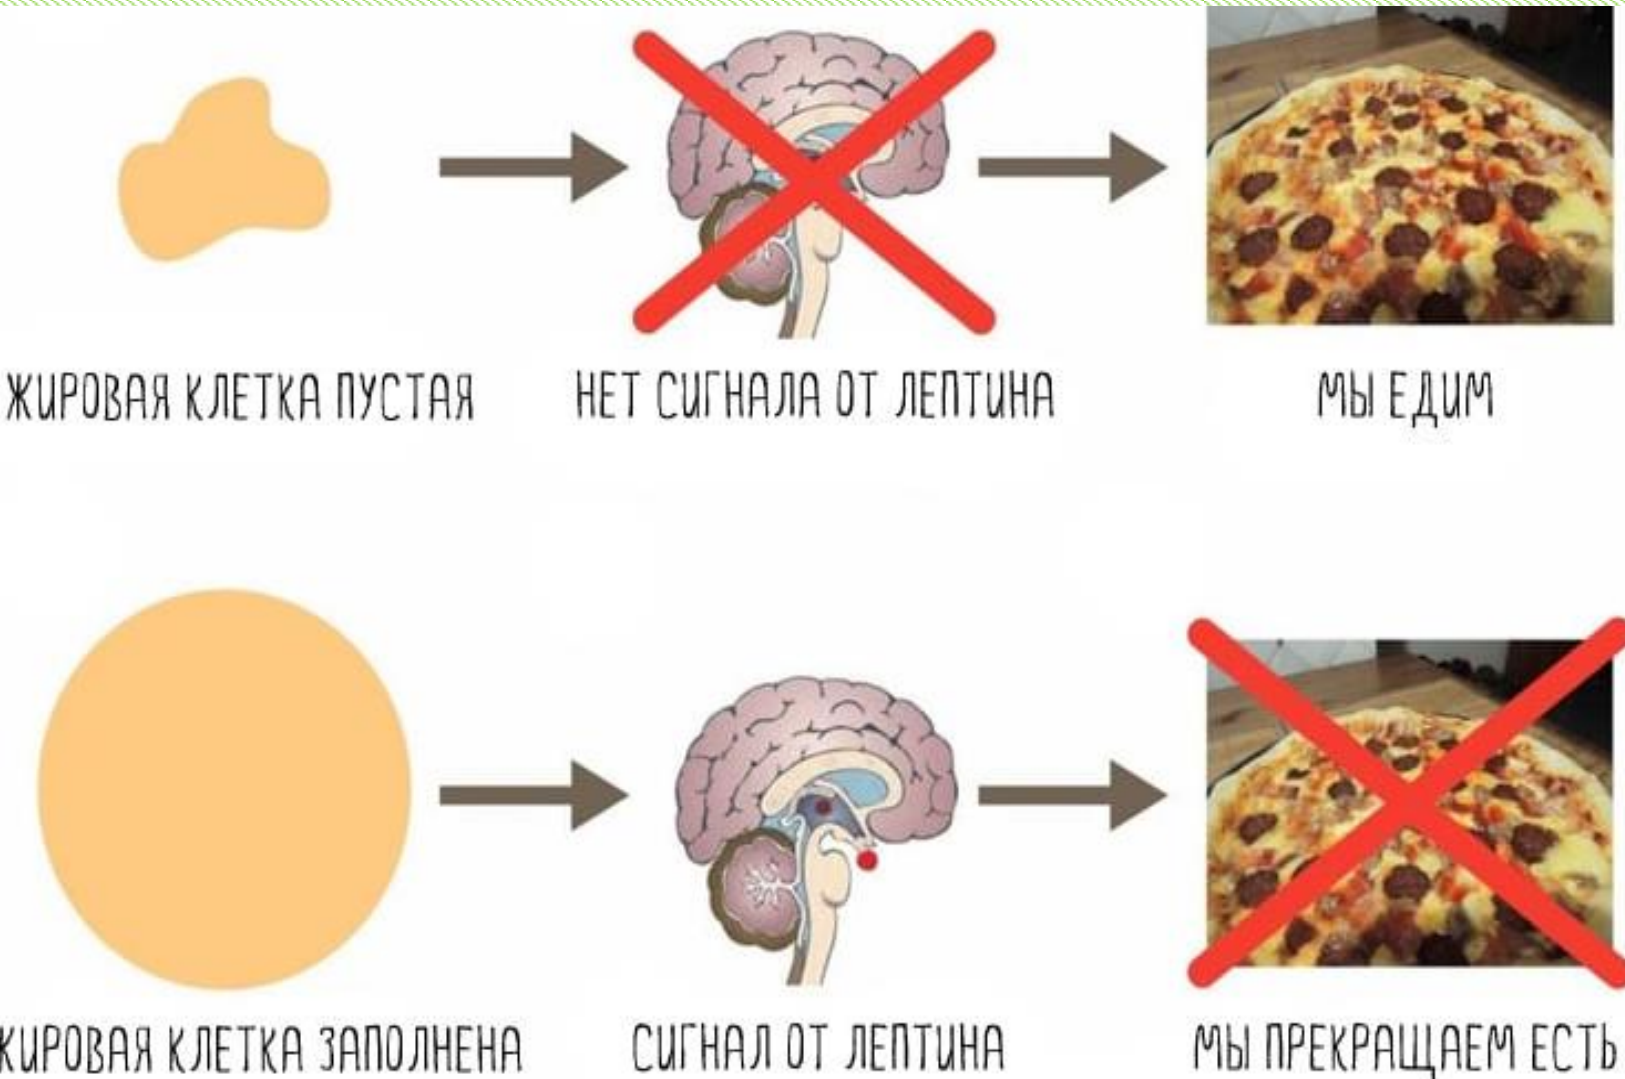 ЖИРОВАЯ КЛЕТКА ПУСТАЯ
НЕТ СИГНАЛА ОТ ЛЕПТИНА
МЫ ЕДИМ
ЖИРОВАЯ КЛЕТКА ЗАПОЛНЕНА
СИГНАЛ ОТ ЛЕПТИНА
МЫ ПРЕКРАЩАЕМ ЕСТЬ